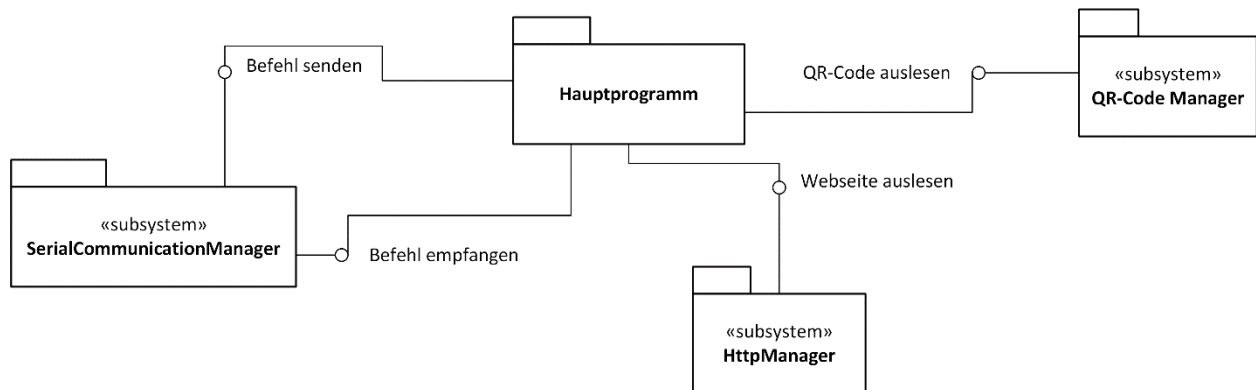 Befehl senden
Hauptprogramm
QR-Code auslesen
«subsystem»
QR-Code Manager
«subsystem»
SerialCommunicationManager
Befehl empfangen
Webseite auslesen
«subsystem»
HttpManager